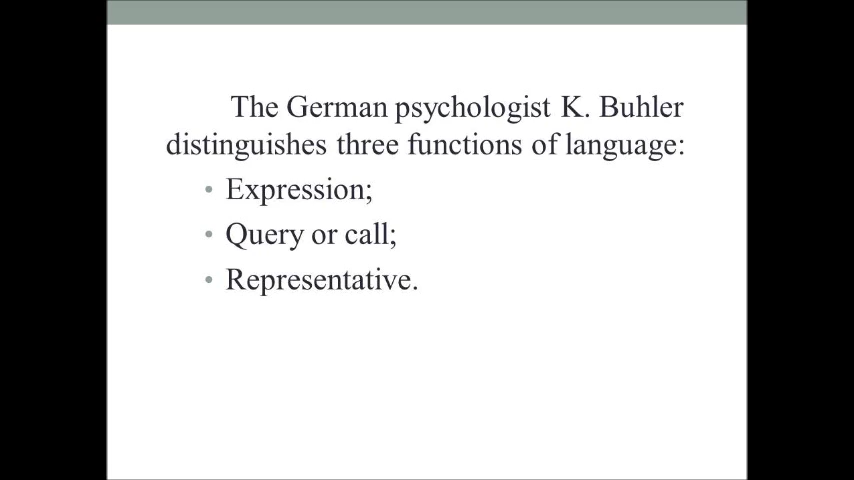 The German psychologist K. Buhler
distinguishes three functions of language:
• Expression;
• Query or call;
• Representative.